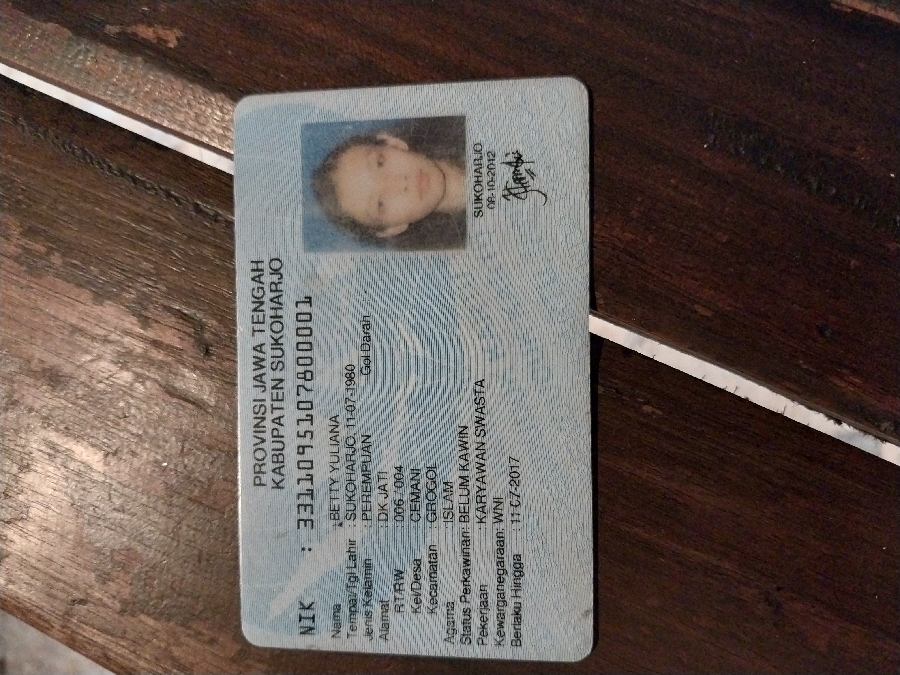 PROVINSI JAWA TENGAH
KABUPATEN SUKOHARJO
NIK : 3311095107800001
Nama : BETTY YULIANA
Tempat/Tgl Lahir : SUKOHARJO, 11-07-1980
Jenis Kelamin : PEREMPUAN Gol Darah : -
Alamat : DK JATI
RT/RW : 006 / 004
Kel/Desa : CEMANI
Kecamatan : GROGOL
Agama : ISLAM
Status Perkawinan: BELUM KAWIN
Pekerjaan : KARYAWAN SWASTA
Kewarganegaraan: WNI
Berlaku Hingga : 11-07-2017
SUKOHARJO
08-10-2012